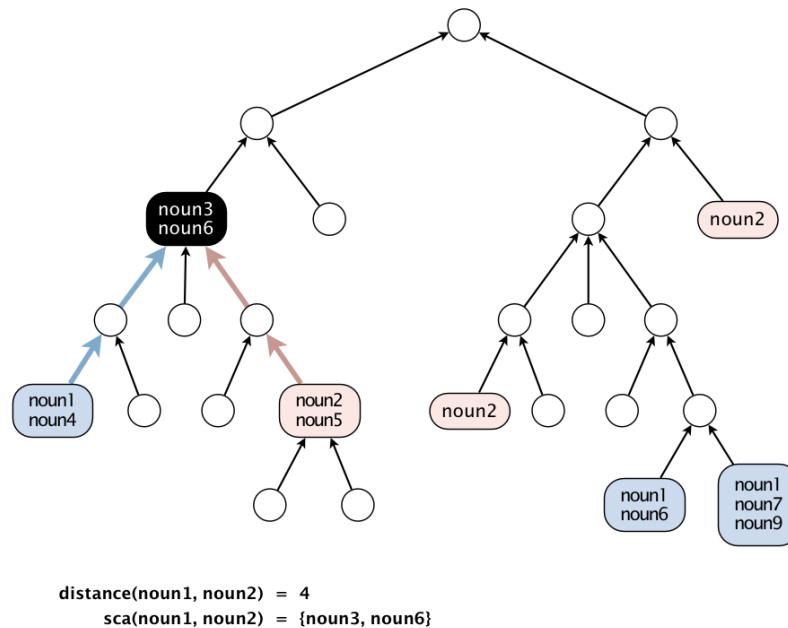 noun3
noun6
noun2
noun1
noun4
noun2
noun5
noun2
noun1
noun6
noun1
noun7
noun9
distance(noun1, noun2) = 4
sca(noun1, noun2) = {noun3, noun6}